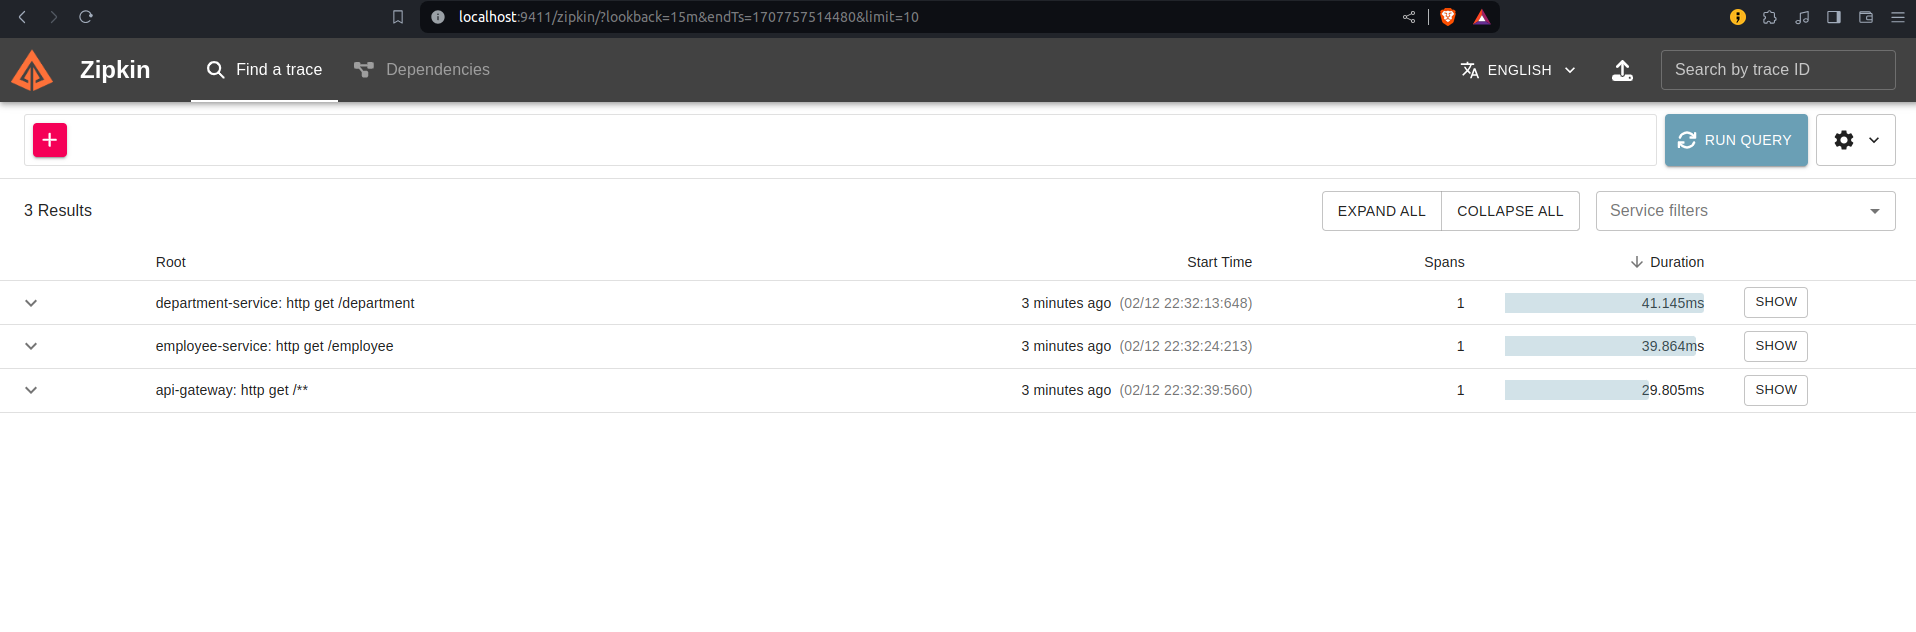 localhost:9411/zipkin/?lookback=15m&endTs=1707757514480&limit=10
Zipkin Find a trace Dependencies ENGLISH Search by trace ID
RUN QUERY
3 Results EXPAND ALL COLLAPSE ALL Service filters
Root Start Time Spans Duration
department-service: http get /department 3 minutes ago (02/12 22:32:13:648) 1 41.145ms SHOW
employee-service: http get /employee 3 minutes ago (02/12 22:32:24:213) 1 39.864ms SHOW
api-gateway: http get /** 3 minutes ago (02/12 22:32:39:560) 1 29.805ms SHOW